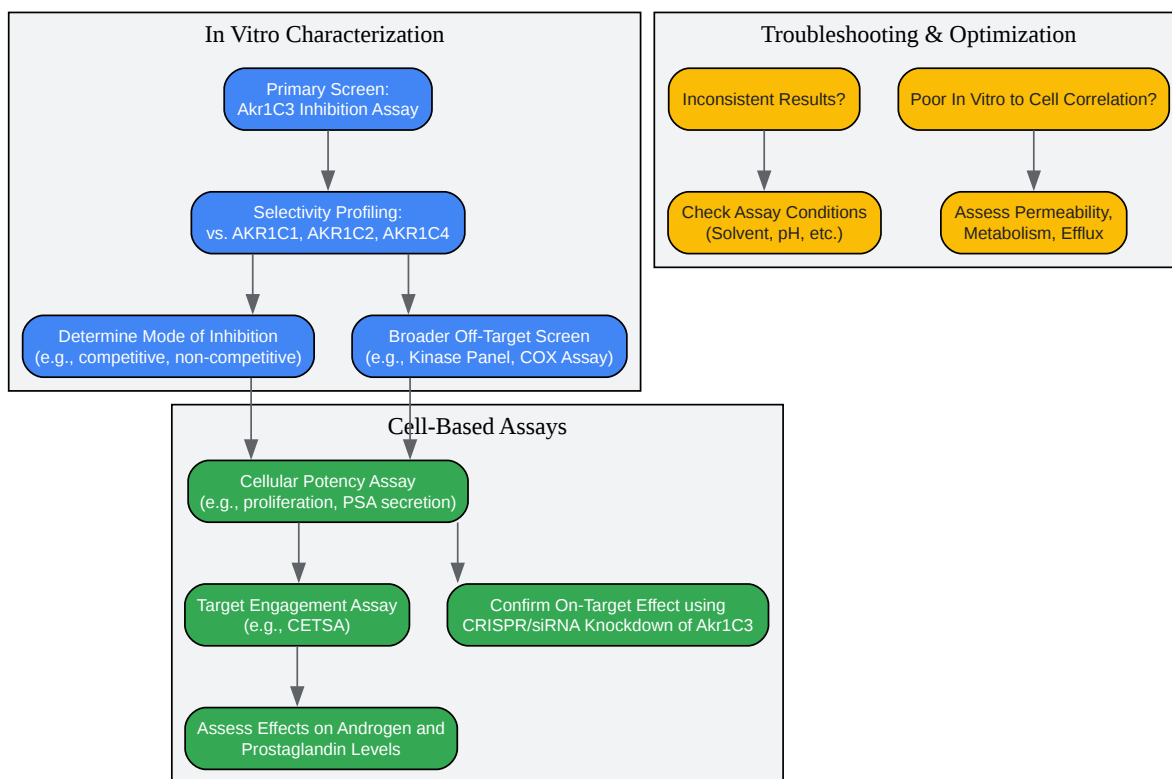 In Vitro Characterization
Primary Screen:
Akr1C3 Inhibition Assay
Selectivity Profiling:
vs. AKR1C1, AKR1C2, AKR1C4
Determine Mode of Inhibition
(e.g., competitive, non-competitive)
Broader Off-Target Screen
(e.g., Kinase Panel, COX Assay)
Cell-Based Assays
Cellular Potency Assay
(e.g., proliferation, PSA secretion)
Target Engagement Assay
(e.g., CETSA)
Confirm On-Target Effect using
CRISPR/siRNA Knockdown of Akr1C3
Assess Effects on Androgen and
Prostaglandin Levels
Troubleshooting & Optimization
Inconsistent Results?
Poor In Vitro to Cell Correlation?
Check Assay Conditions
(Solvent, pH, etc.)
Assess Permeability,
Metabolism, Efflux